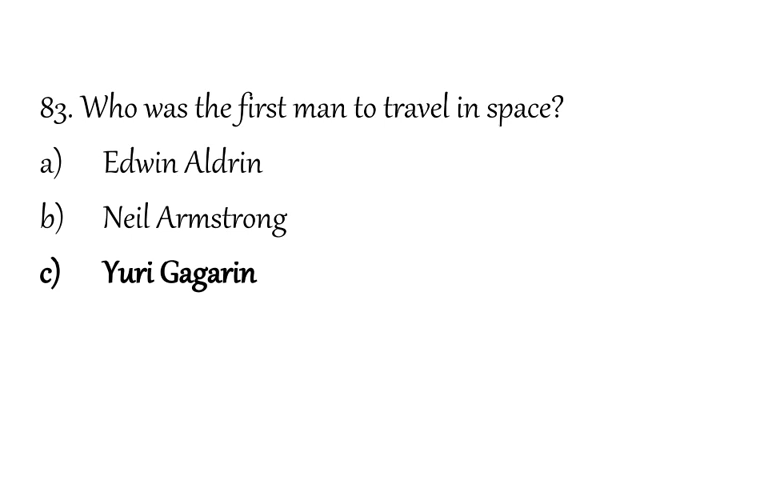 83. Who was the first man to travel in space?
a) Edwin Aldrin
b) Neil Armstrong
c) Yuri Gagarin